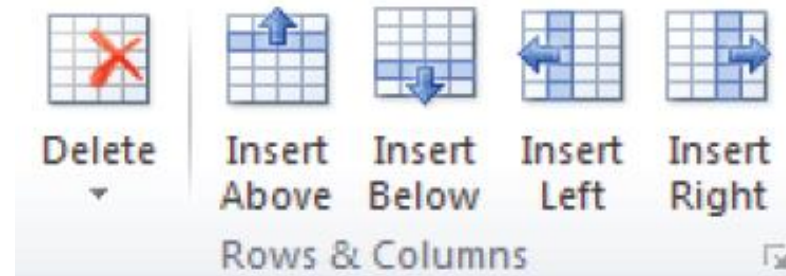 Delete
Insert Above
Insert Below
Insert Left
Insert Right
Rows & Columns